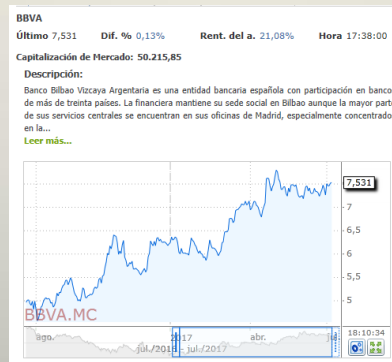 BBVA
Último 7,531 Dif. % 0,13% Rent. del a. 21,08% Hora 17:38:00
Capitalización de Mercado: 50.215,85
Descripción:
Banco Bilbao Vizcaya Argentaria es una entidad bancaria española con participación en banco
de más de treinta países. La financiera mantiene su sede social en Bilbao aunque la mayor part
de sus servicios centrales se encuentran en sus oficinas de Madrid, especialmente concentrado
en la...
Leer más...
7,531
7
6,5
6
5,5
5
BBVA.MC
ago. 2017 abr. jul
jul./2016 - jul./2017
18:10:34